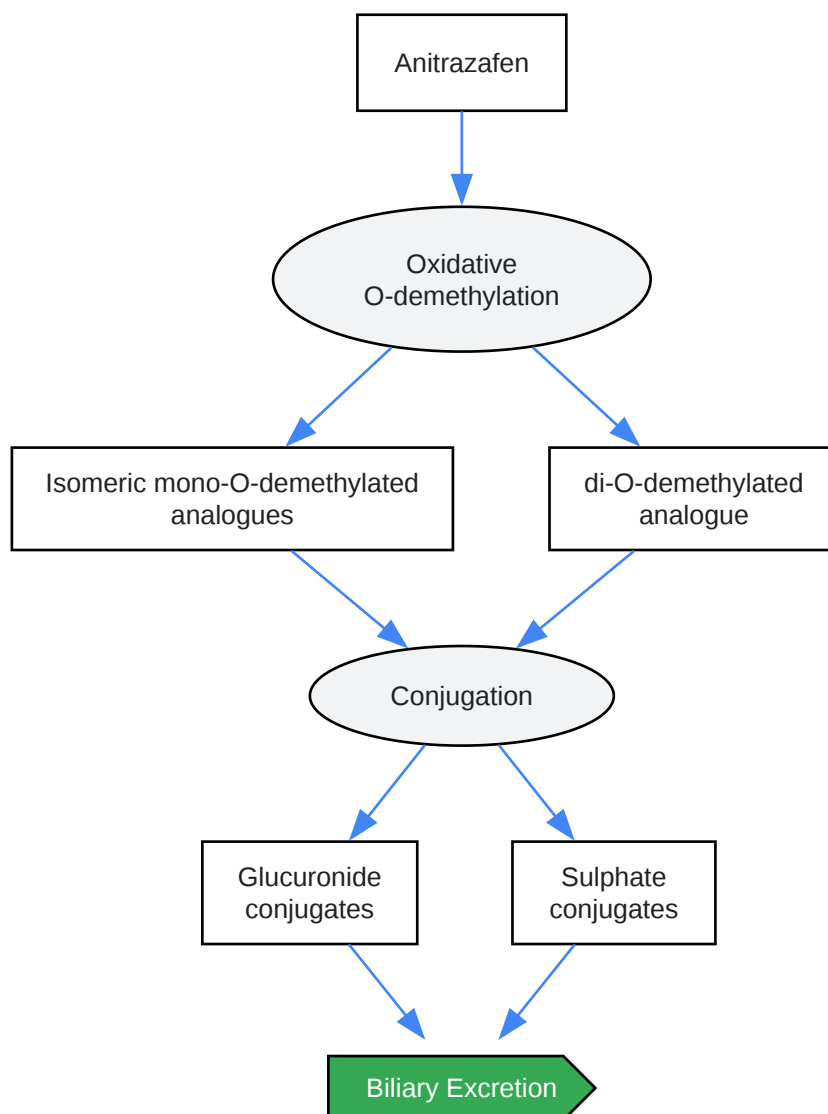 Anitrazafen
Oxidative
O-demethylation
Isomeric mono-O-demethylated
analogues
di-O-demethylated
analogue
Conjugation
Glucuronide
conjugates
Sulphate
conjugates
Biliary Excretion